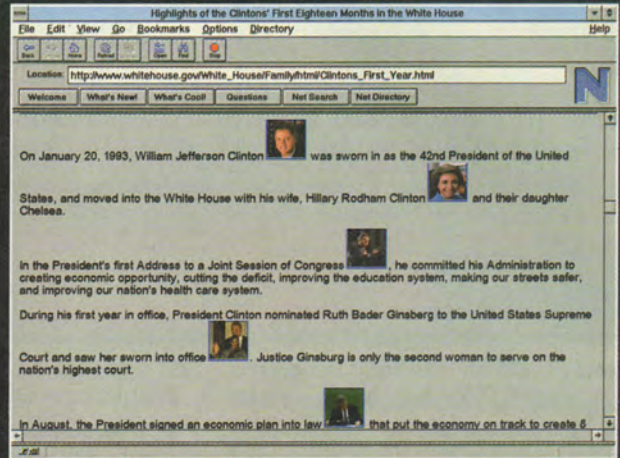 Highlights of the Clintons' First Eighteen Months in the White House
File Edit View Go Bookmarks Options Directory Help
Back Home Reload Open Find Stop
Location: http://www.whitehouse.gov/White_House/Family/html/Clintons_First_Year.html
N
Welcome What's New! What's Cool! Questions Net Search Net Directory
On January 20, 1993, William Jefferson Clinton was sworn in as the 42nd President of the United
States, and moved into the White House with his wife, Hillary Rodham Clinton and their daughter
Chelsea.
In the President's first Address to a Joint Session of Congress , he committed his Administration to
creating economic opportunity, cutting the deficit, improving the education system, making our streets safer,
and improving our nation's health care system.
During his first year in office, President Clinton nominated Ruth Bader Ginsberg to the United States Supreme
Court and saw her sworn into office . Justice Ginsburg is only the second woman to serve on the
nation's highest court.
In August, the President signed an economic plan into law that put the economy on track to create 8